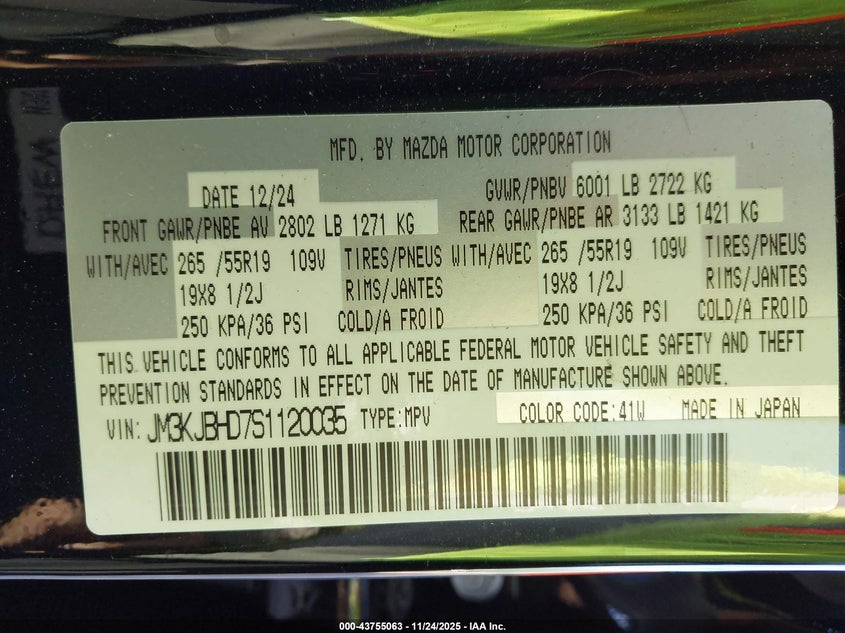 MFD. BY MAZDA MOTOR CORPORATION
DATE 12/24 GVWR/PNBV 6001 LB 2722 KG
FRONT GAWR/PNBE AV 2802 LB 1271 KG REAR GAWR/PNBE AR 3133 LB 1421 KG
WITH/AVEC 265 /55R19 109V TIRES/PNEUS WITH/AVEC 265 /55R19 109V TIRES/PNEUS
19X8 1/2J RIMS/JANTES 19X8 1/2J RIMS/JANTES
250 KPA/36 PSI COLD/A FROID 250 KPA/36 PSI COLD/A FROID
THIS VEHICLE CONFORMS TO ALL APPLICABLE FEDERAL MOTOR VEHICLE SAFETY AND THEFT
PREVENTION STANDARDS IN EFFECT ON THE DATE OF MANUFACTURE SHOWN ABOVE.
VIN: JM3KJBHD7S1120035 TYPE:MPV COLOR CODE:41W MADE IN JAPAN
000-43755063 - 11/24/2025 - IAA Inc.